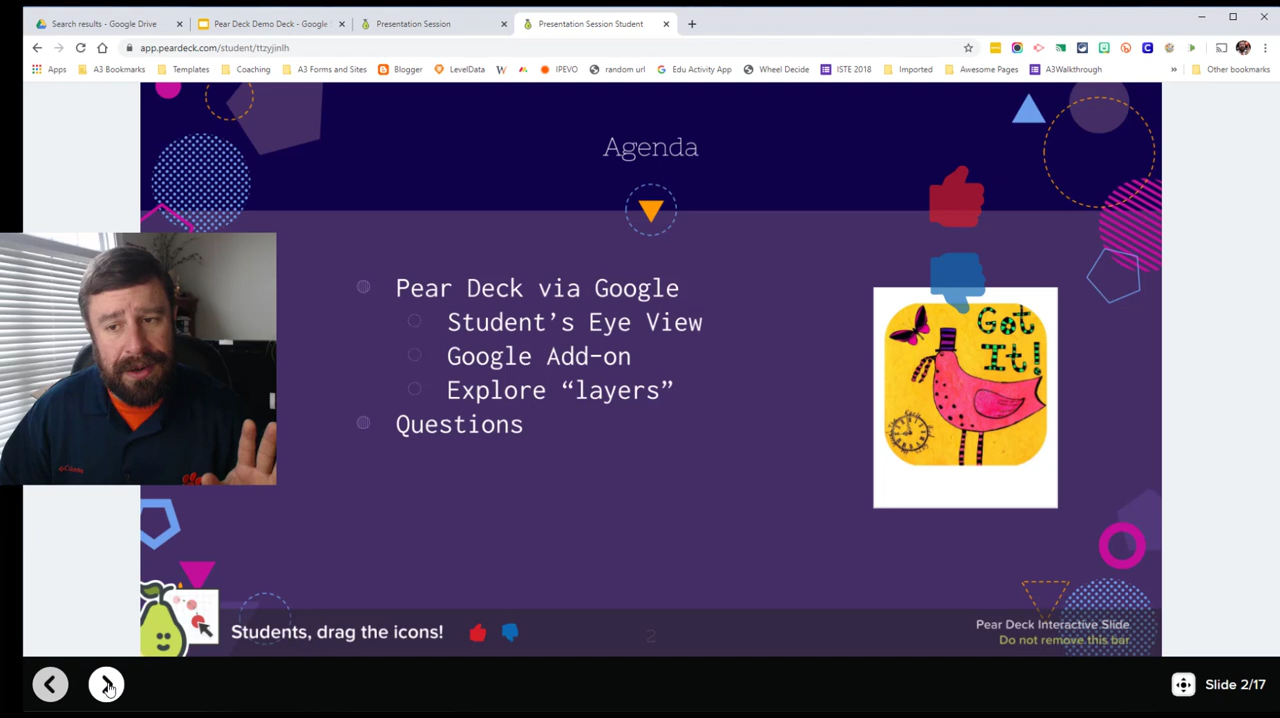 Search results - Google Drive
Pear Deck Demo Deck - Google
Presentation Session
Presentation Session Student
app.peardeck.com/student/ttzyjinlh
Apps
A3 Bookmarks
Templates
Coaching
A3 Forms and Sites
Blogger
LevelData
IPEVO
random url
Edu Activity App
Wheel Decide
ISTE 2018
Imported
Awesome Pages
A3Walkthrough
»
Other bookmarks
Agenda
Pear Deck via Google
Student's Eye View
Google Add-on
Explore “layers”
Questions
Got
It!
Students, drag the icons!
2
Pear Deck Interactive Slide
Do not remove this bar
Slide 2/17